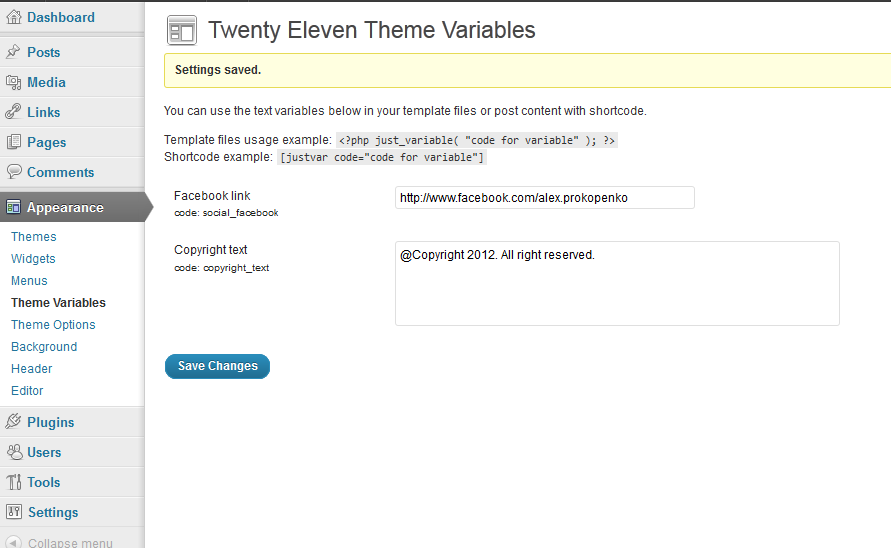 Dashboard
Posts
Media
Links
Pages
Comments
Appearance
Themes
Widgets
Menus
Theme Variables
Theme Options
Background
Header
Editor
Plugins
Users
Tools
Settings
Collapse menu
Twenty Eleven Theme Variables
Settings saved.
You can use the text variables below in your template files or post content with shortcode.
Template files usage example: <?php just_variable( "code for variable" ); ?>
Shortcode example: [justvar code="code for variable"]
Facebook link
code: social_facebook
http://www.facebook.com/alex.prokopenko
Copyright text
code: copyright_text
@Copyright 2012. All right reserved.
Save Changes